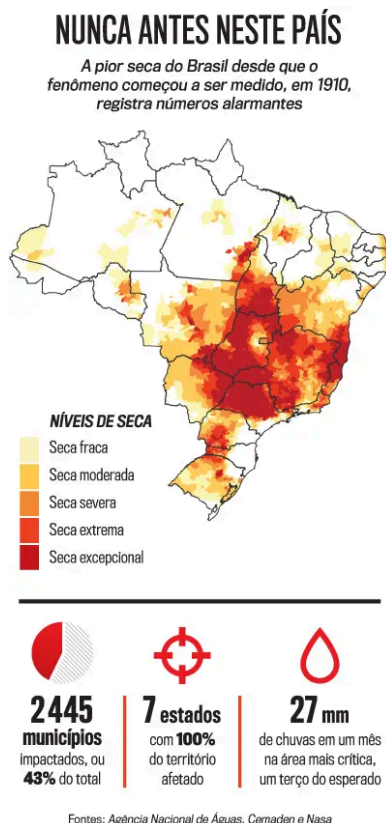 NUNCA ANTES NESTE PAÍS
A pior seca do Brasil desde que o
fenômeno começou a ser medido, em 1910,
registra números alarmantes
NÍVEIS DE SECA
Seca fraca
Seca moderada
Seca severa
Seca extrema
Seca excepcional
2 445
municípios
impactados, ou
43% do total
7 estados
com 100%
do território
afetado
27 mm
de chuvas em um mês
na área mais crítica,
um terço do esperado
Fontes: Agência Nacional de Águas, Cemaden e Nasa